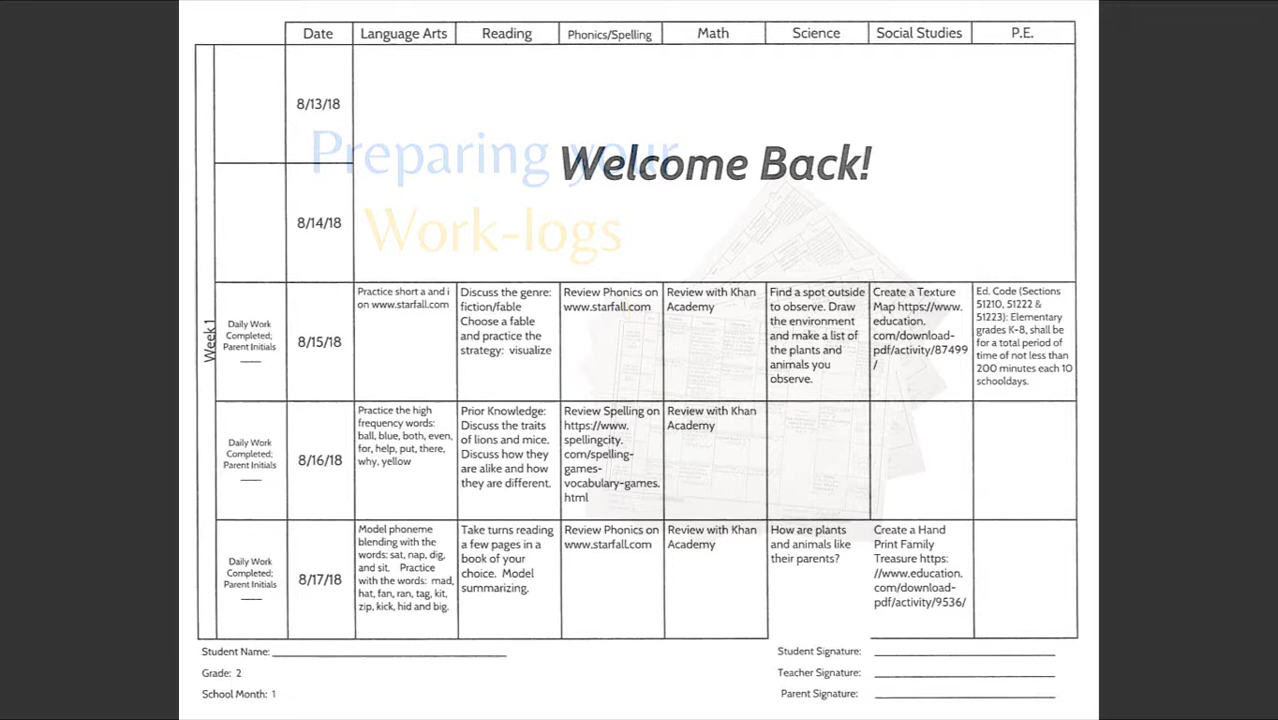 Date Language Arts Reading Phonics/Spelling Math Science Social Studies P.E.
Week 1
8/13/18
Preparing your
Work-logs
Welcome Back!
8/14/18
Daily Work
Completed;
Parent Initials
8/15/18
Practice short a and i
on www.starfall.com
Discuss the genre:
fiction/fable
Choose a fable
and practice the
strategy: visualize
Review Phonics on
www.starfall.com
Review with Khan
Academy
Find a spot outside
to observe. Draw
the environment
and make a list of
the plants and
animals you
observe.
Create a Texture
Map https://www.
education.
com/download-
pdf/activity/87499
/
Ed. Code (Sections
51210, 51222 &
51223): Elementary
grades K-8, shall be
for a total period of
time of not less than
200 minutes each 10
schooldays.
Daily Work
Completed;
Parent Initials
8/16/18
Practice the high
frequency words:
ball, blue, both, even,
for, help, put, there,
why, yellow
Prior Knowledge:
Discuss the traits
of lions and mice.
Discuss how they
are alike and how
they are different.
Review Spelling on
https://www.
spellingcity.
com/spelling-
games-
vocabulary-games.
html
Review with Khan
Academy
Daily Work
Completed;
Parent Initials
8/17/18
Model phoneme
blending with the
words: sat, nap, dig,
and sit. Practice
with the words: mad,
hat, fan, ran, tag, kit,
zip, kick, hid and big.
Take turns reading
a few pages in a
book of your
choice. Model
summarizing.
Review Phonics on
www.starfall.com
Review with Khan
Academy
How are plants
and animals like
their parents?
Create a Hand
Print Family
Treasure https:
//www.education.
com/download-
pdf/activity/9536/
Student Name:
Grade: 2
School Month: 1
Student Signature:
Teacher Signature:
Parent Signature: